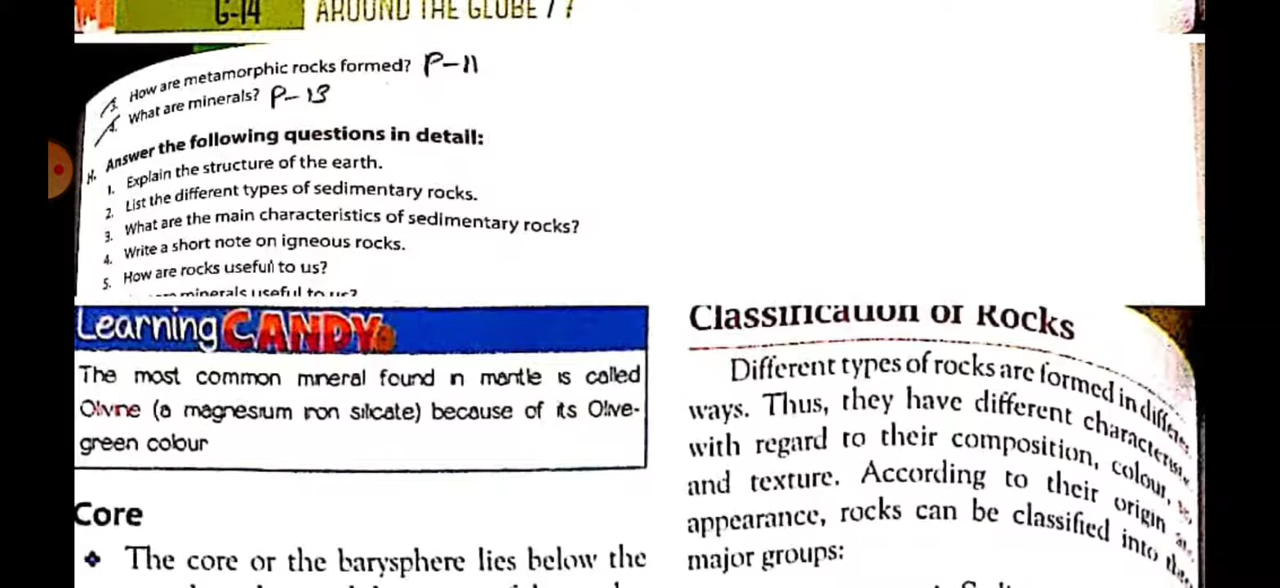 G-14 AROUND THE GLOBE 7
3. How are metamorphic rocks formed? P-11
4. What are minerals? P-13
H. Answer the following questions in detail:
1. Explain the structure of the earth.
2. List the different types of sedimentary rocks.
3. What are the main characteristics of sedimentary rocks?
4. Write a short note on igneous rocks.
5. How are rocks useful to us?
minerals useful to us?
Learning CANDY
The most common mineral found in mantle is called
Olivine (a magnesium iron silicate) because of its Olive-
green colour
Core
❖ The core or the barysphere lies below the
Classification of Rocks
Different types of rocks are formed in
ways. Thus, they have different
with regard to their composition, colour,
and texture. According to their origin
appearance, rocks can be classified into
major groups: